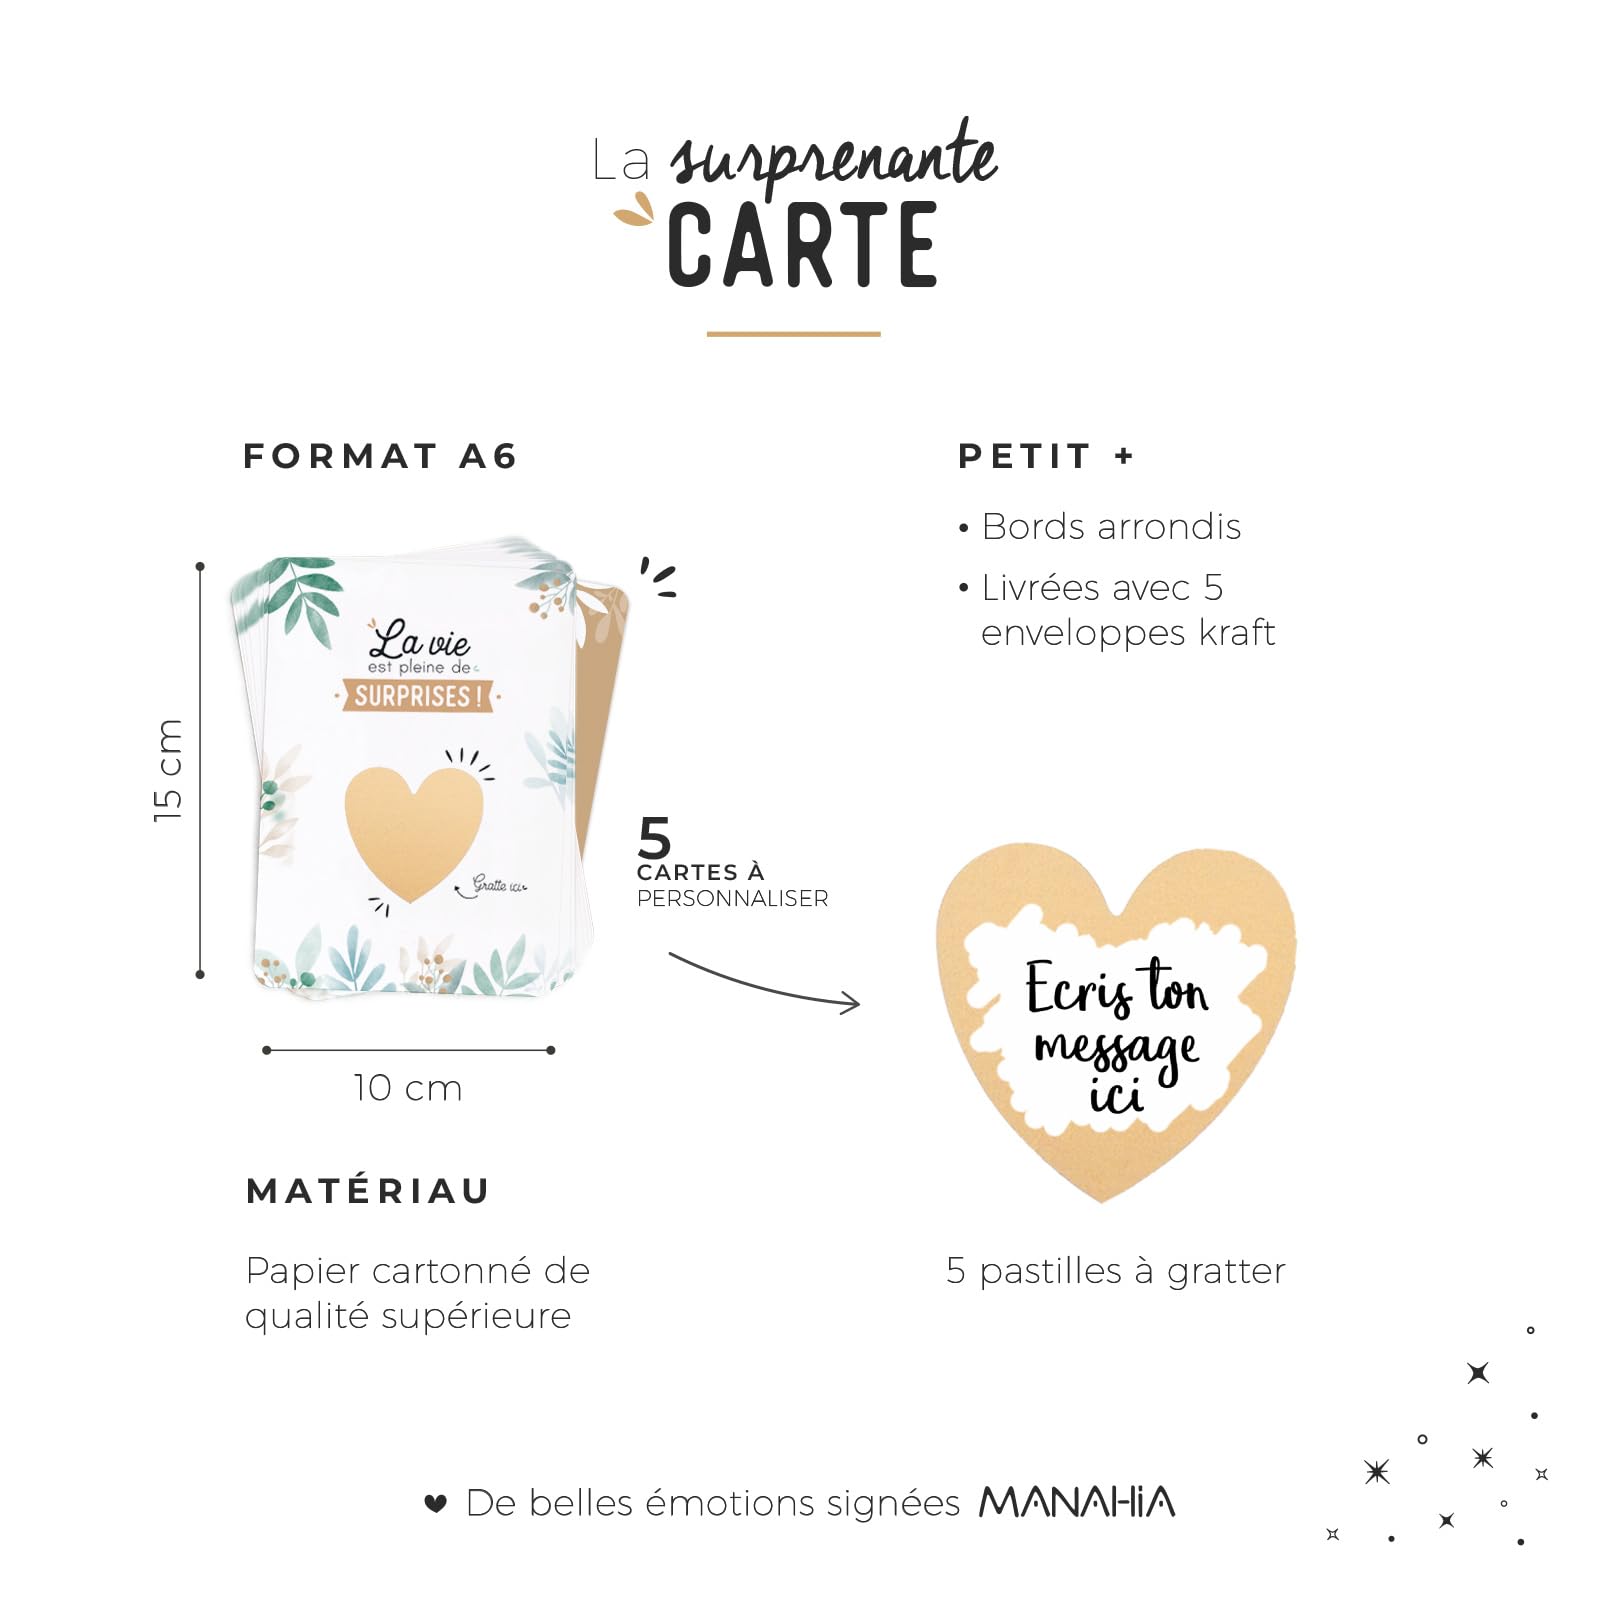 La surprenante
CARTE
FORMAT A6
PETIT +
• Bords arrondis
• Livrées avec 5
enveloppes kraft
La vie
est pleine de
SURPRISES !
Gratte ici
15 cm
10 cm
5
CARTES À
PERSONNALISER
Ecris ton
message
ici
5 pastilles à gratter
MATÉRIAU
Papier cartonné de
qualité supérieure
De belles émotions signées MANAHiA